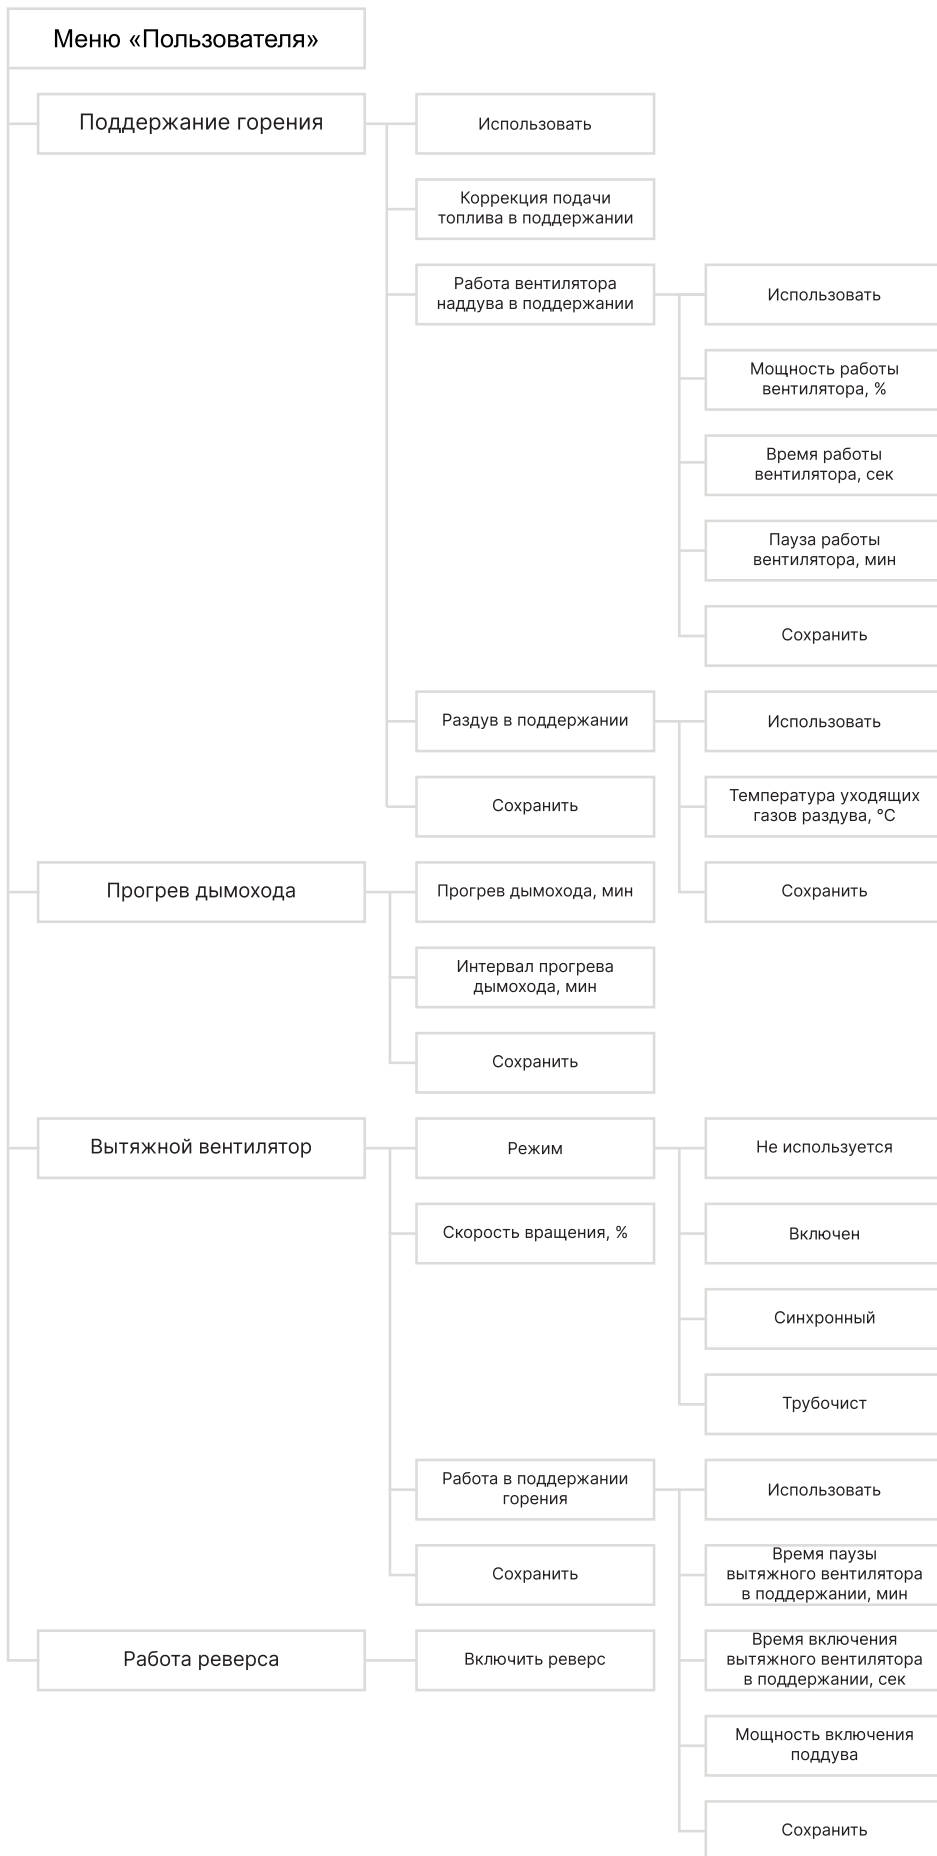 Меню «Пользователя»
Поддержание горения
Использовать
Коррекция подачи
топлива в поддержании
Работа вентилятора
наддува в поддержании
Использовать
Мощность работы
вентилятора, %
Время работы
вентилятора, сек
Пауза работы
вентилятора, мин
Сохранить
Раздув в поддержании
Использовать
Температура уходящих
газов раздува, °C
Сохранить
Сохранить
Прогрев дымохода
Прогрев дымохода, мин
Интервал прогрева
дымохода, мин
Сохранить
Вытяжной вентилятор
Режим
Не используется
Включен
Синхронный
Трубочист
Скорость вращения, %
Работа в поддержании
горения
Использовать
Время паузы
вытяжного вентилятора
в поддержании, мин
Время включения
вытяжного вентилятора
в поддержании, сек
Мощность включения
поддува
Сохранить
Сохранить
Работа реверса
Включить реверс